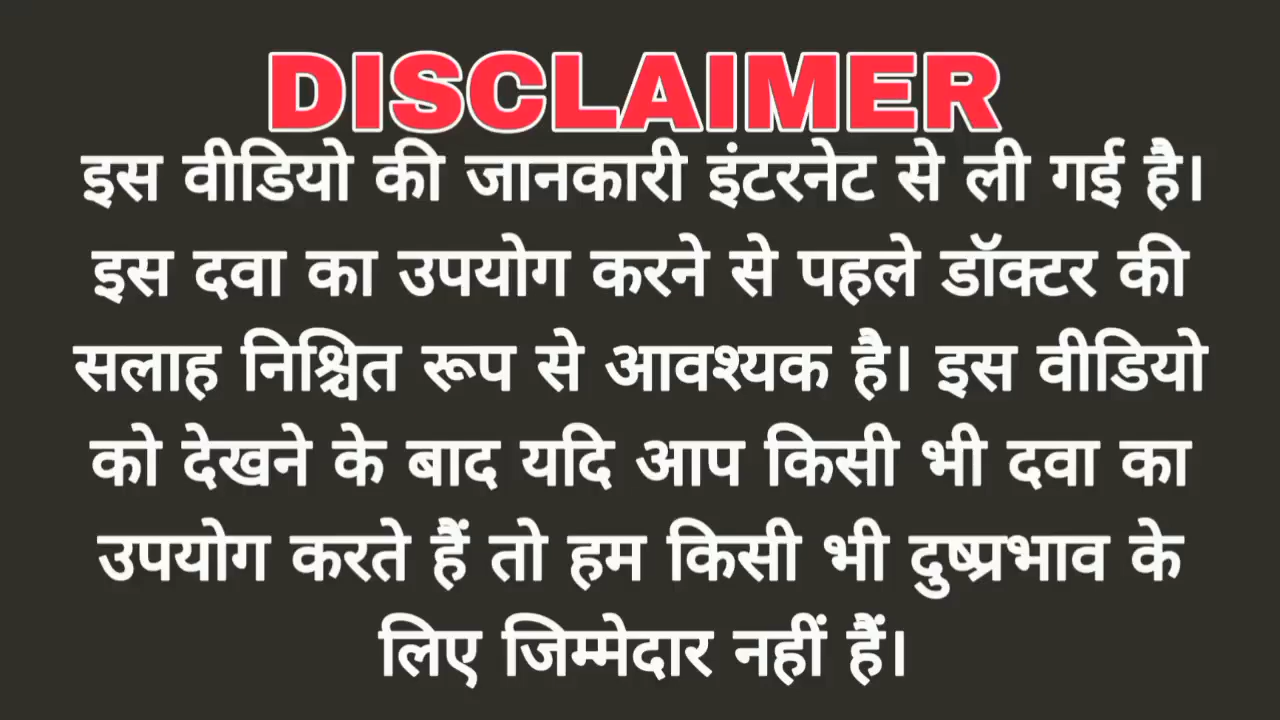 DISCLAIMER
इस वीडियो की जानकारी इंटरनेट से ली गई है।
इस दवा का उपयोग करने से पहले डॉक्टर की
सलाह निश्चित रूप से आवश्यक है। इस वीडियो
को देखने के बाद यदि आप किसी भी दवा का
उपयोग करते हैं तो हम किसी भी दुष्प्रभाव के
लिए जिम्मेदार नहीं हैं।